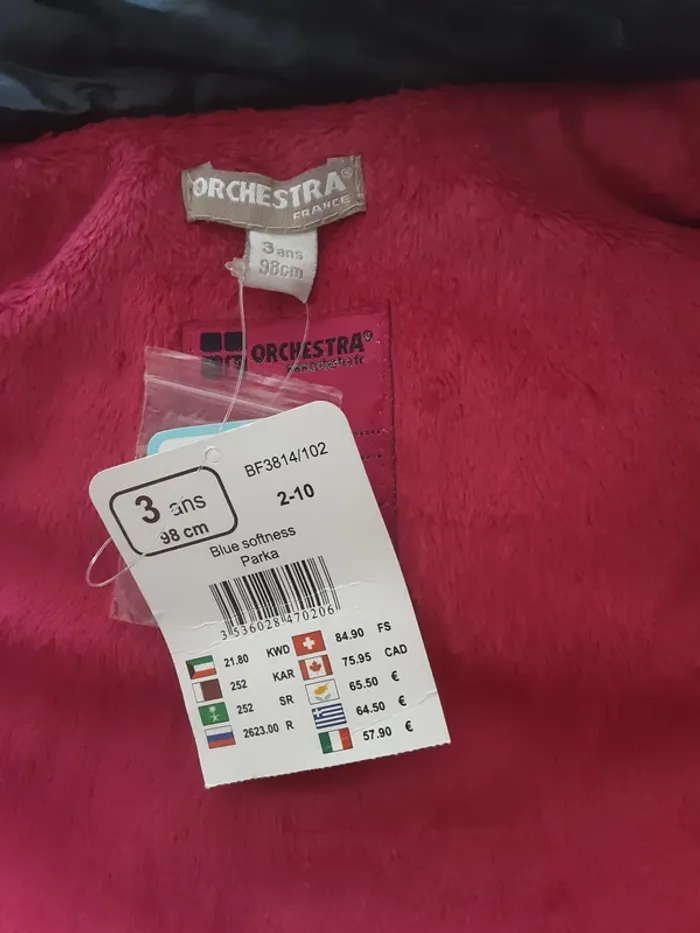 ORCHESTRA®
FRANCE
3 ans
98cm
ORCHESTRA®
BF3814/102
3 ans
98 cm
2-10
Blue softness
Parka
3 536028 470206
21.80 KWD
84.90 FS
252 KAR
75.95 CAD
252 SR
65.50 €
2623.00 R
64.50 €
57.90 €